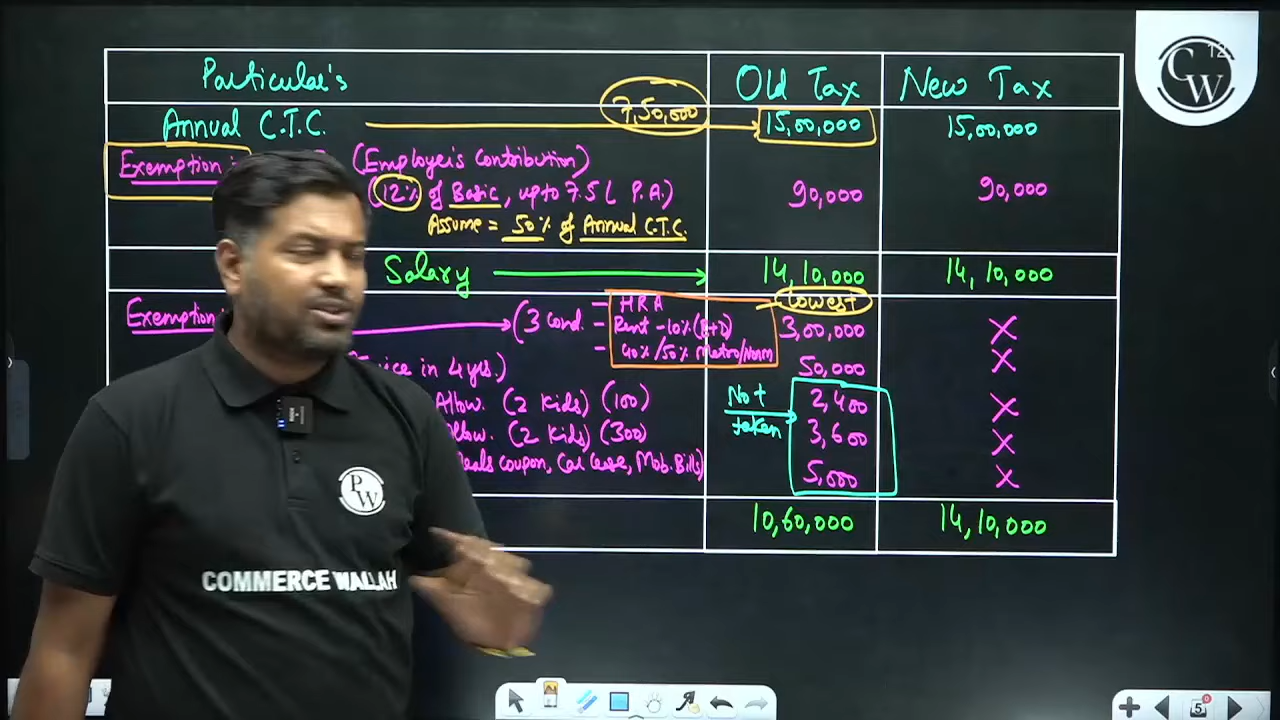 Particular's
Old Tax
New Tax
7,50,000
Annual C.T.C.
15,00,000
15,00,000
Exemption
(Employer's Contribution)
(12% of Basic, upto 7.5L P.A.)
90,000
90,000
Assume = 50% of Annual C.T.C.
Salary
14,10,000
14,10,000
Exemption
(3 Cond.
- HRA
- Rent - 10% (B+D)
- 40% / 50% Metro/Norm
Lowest
3,00,000
X
in 4 yrs.)
50,000
X
Allow. (2 Kids) (100)
Not taken
2,400
X
Allow. (2 Kids) (300)
3,600
X
Coupon, Car Lease, Mob. Bills)
5,000
X
10,60,000
14,10,000
CW
12
PW
COMMERCE WALLAH
5